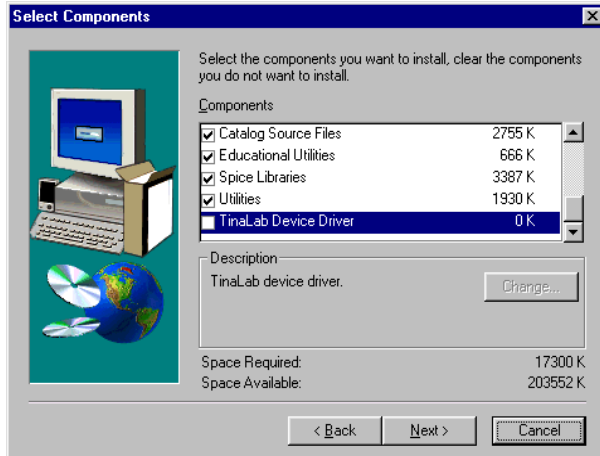 Select Components
Select the components you want to install, clear the components
you do not want to install.
Components
Catalog Source Files 2755 K
Educational Utilities 666 K
Spice Libraries 3387 K
Utilities 1930 K
TinaLab Device Driver 0 K
Description
TinaLab device driver.
Change...
Space Required: 17300 K
Space Available: 203552 K
< Back Next > Cancel